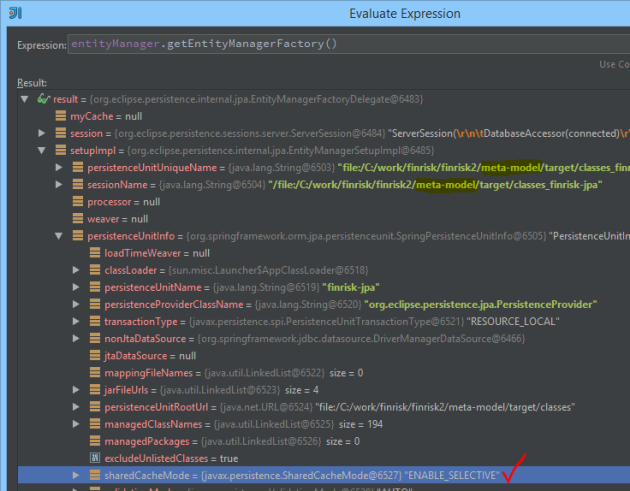 Evaluate Expression
Expression: entityManager.getEntityManagerFactory()
Use Co
Result:
result = {org.eclipse.persistence.internal.jpa.EntityManagerFactoryDelegate@6483}
myCache = null
session = {org.eclipse.persistence.sessions.server.ServerSession@6484} "ServerSession(\r\n\tDatabaseAccessor(connected)\r\
setupImpl = {org.eclipse.persistence.internal.jpa.EntityManagerSetupImpl@6485}
persistenceUnitUniqueName = {java.lang.String@6503} "file:/C:/work/finrisk/finrisk2/meta-model/target/classes_finris
sessionName = {java.lang.String@6504} "/file:/C:/work/finrisk/finrisk2/meta-model/target/classes_finrisk-jpa"
processor = null
weaver = null
persistenceUnitInfo = {org.springframework.orm.jpa.persistenceunit.SpringPersistenceUnitInfo@6505} "PersistenceUnitInf
loadTimeWeaver = null
classLoader = {sun.misc.Launcher$AppClassLoader@6518}
persistenceUnitName = {java.lang.String@6519} "finrisk-jpa"
persistenceProviderClassName = {java.lang.String@6520} "org.eclipse.persistence.jpa.PersistenceProvider"
transactionType = {javax.persistence.spi.PersistenceUnitTransactionType@6521} "RESOURCE_LOCAL"
nonJtaDataSource = {org.springframework.jdbc.datasource.DriverManagerDataSource@6466}
jtaDataSource = null
mappingFileNames = {java.util.LinkedList@6522} size = 0
jarFileUrls = {java.util.LinkedList@6523} size = 4
persistenceUnitRootUrl = {java.net.URL@6524} "file:/C:/work/finrisk/finrisk2/meta-model/target/classes"
managedClassNames = {java.util.LinkedList@6525} size = 194
managedPackages = {java.util.LinkedList@6526} size = 0
excludeUnlistedClasses = true
sharedCacheMode = {javax.persistence.SharedCacheMode@6527} "ENABLE_SELECTIVE"